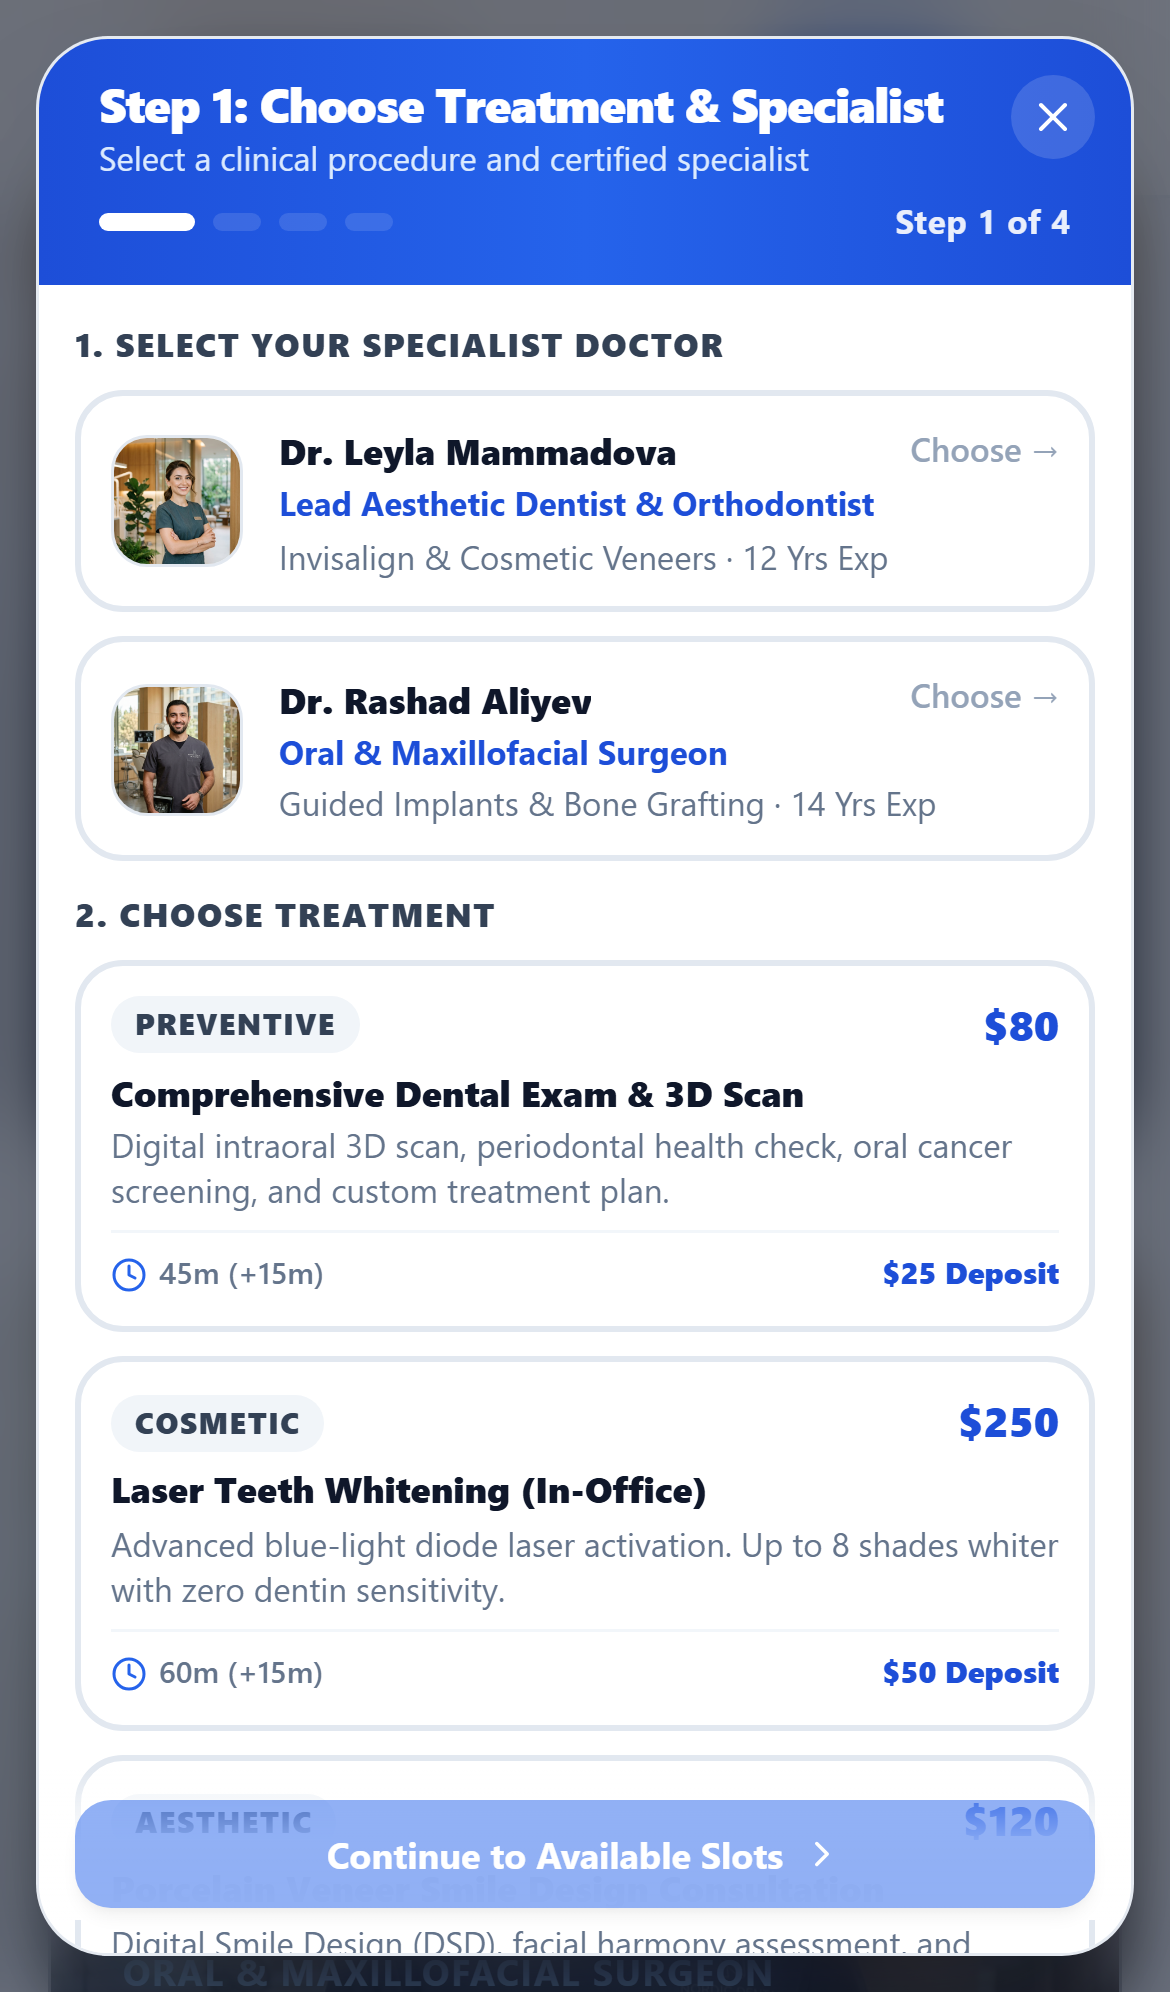 Step 1: Choose Treatment & Specialist
Select a clinical procedure and certified specialist
Step 1 of 4
1. SELECT YOUR SPECIALIST DOCTOR
Dr. Leyla Mammadova
Choose →
Lead Aesthetic Dentist & Orthodontist
Invisalign & Cosmetic Veneers · 12 Yrs Exp
Dr. Rashad Aliyev
Choose →
Oral & Maxillofacial Surgeon
Guided Implants & Bone Grafting · 14 Yrs Exp
2. CHOOSE TREATMENT
PREVENTIVE
$80
Comprehensive Dental Exam & 3D Scan
Digital intraoral 3D scan, periodontal health check, oral cancer
screening, and custom treatment plan.
45m (+15m)
$25 Deposit
COSMETIC
$250
Laser Teeth Whitening (In-Office)
Advanced blue-light diode laser activation. Up to 8 shades whiter
with zero dentin sensitivity.
60m (+15m)
$50 Deposit
AESTHETIC
$120
Continue to Available Slots
Porcelain Veneer Smile Design Consultation
Digital Smile Design (DSD), facial harmony assessment, and
ORAL & MAXILLOFACIAL SURGEON